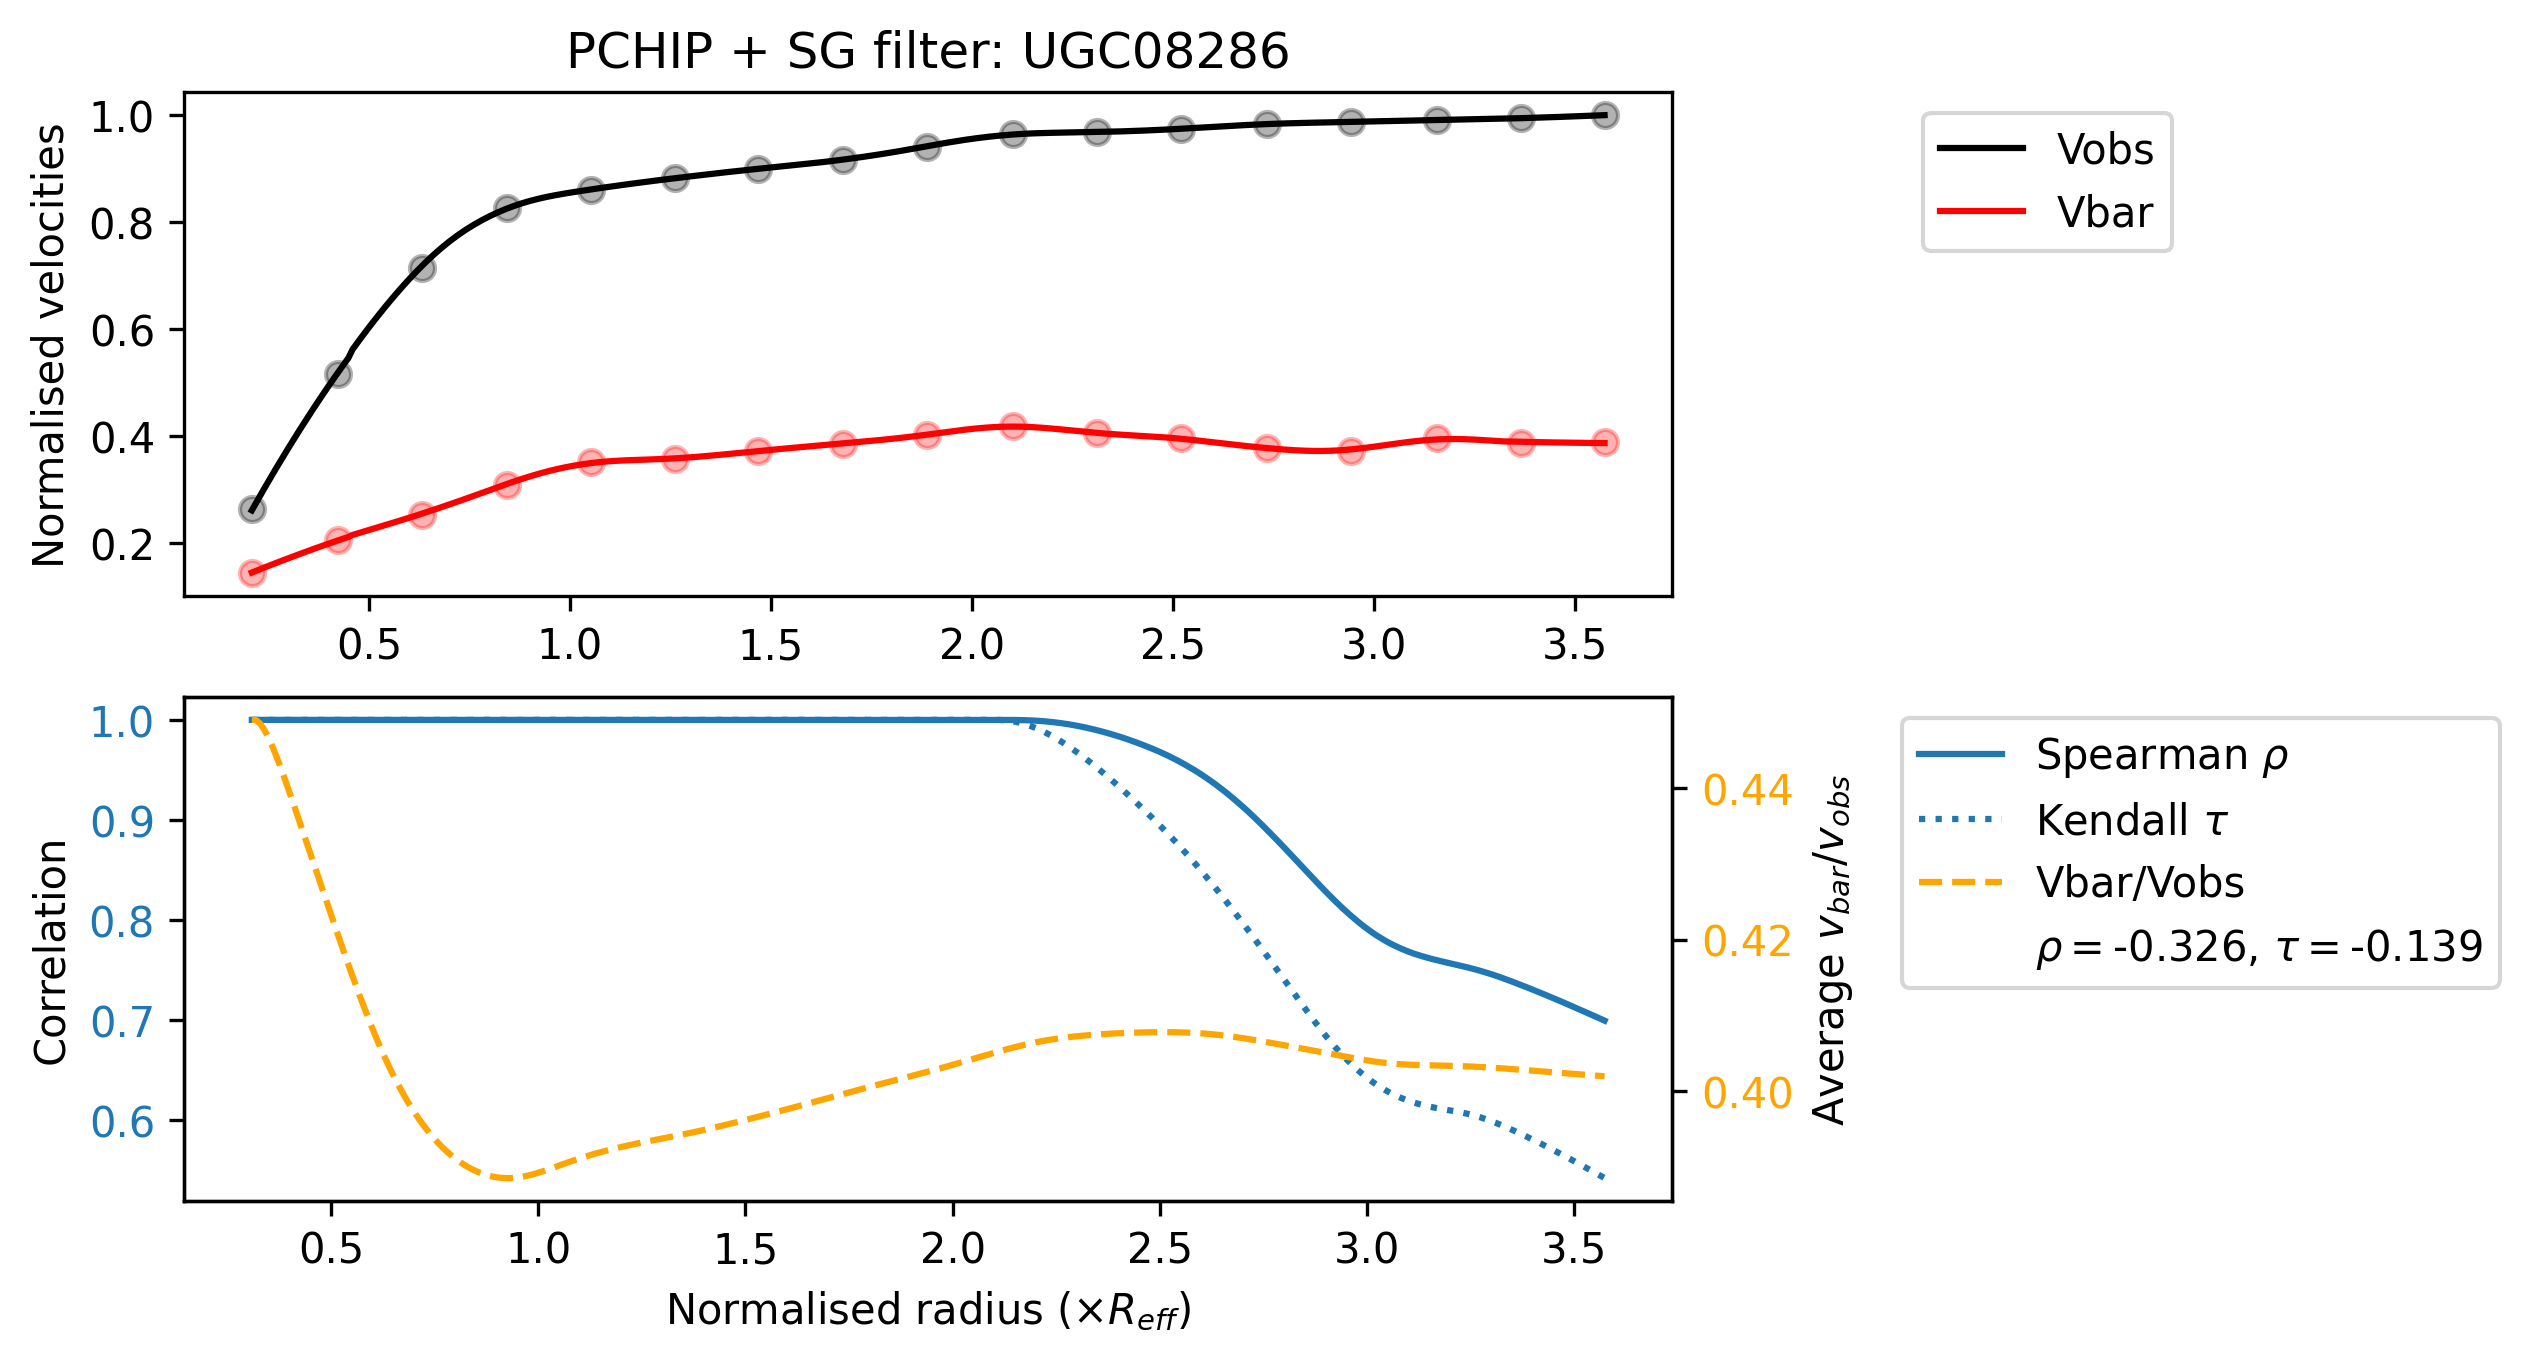 PCHIP + SG filter: UGC08286
Normalised velocities
1.0
0.8
0.6
0.4
0.2
0.5 1.0 1.5 2.0 2.5 3.0 3.5
Vobs
Vbar
Correlation
1.0
0.9
0.8
0.7
0.6
0.5 1.0 1.5 2.0 2.5 3.0 3.5
Normalised radius (×R_eff)
0.44
0.42
0.40
Average v_bar/v_obs
Spearman ρ
Kendall τ
Vbar/Vobs
ρ = -0.326, τ = -0.139